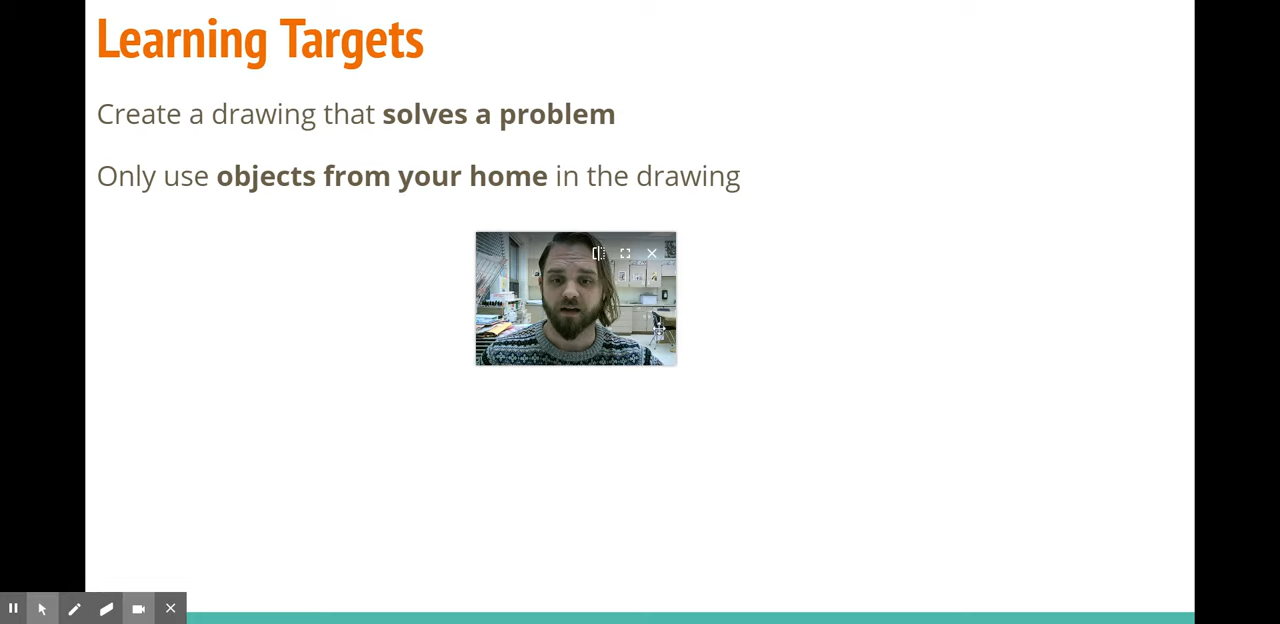 Learning Targets
Create a drawing that solves a problem
Only use objects from your home in the drawing